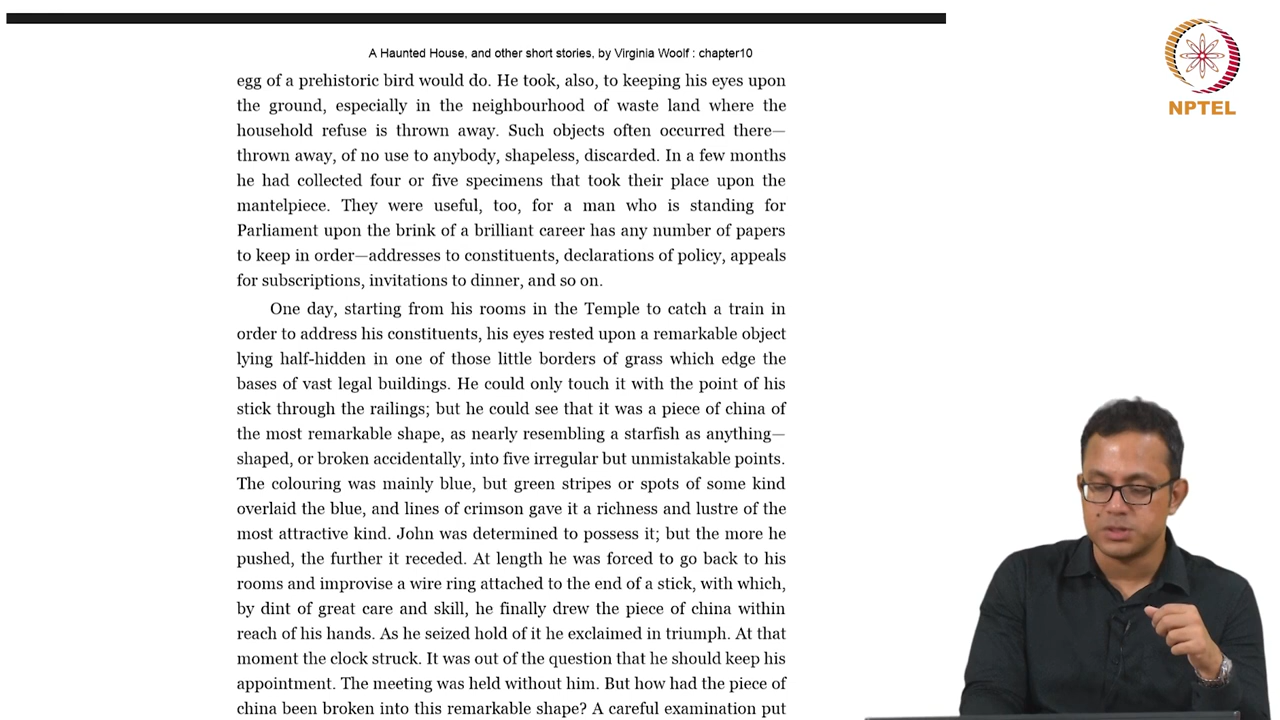 A Haunted House, and other short stories, by Virginia Woolf : chapter10
egg of a prehistoric bird would do. He took, also, to keeping his eyes upon
the ground, especially in the neighbourhood of waste land where the
household refuse is thrown away. Such objects often occurred there—
thrown away, of no use to anybody, shapeless, discarded. In a few months
he had collected four or five specimens that took their place upon the
mantelpiece. They were useful, too, for a man who is standing for
Parliament upon the brink of a brilliant career has any number of papers
to keep in order—addresses to constituents, declarations of policy, appeals
for subscriptions, invitations to dinner, and so on.
One day, starting from his rooms in the Temple to catch a train in
order to address his constituents, his eyes rested upon a remarkable object
lying half-hidden in one of those little borders of grass which edge the
bases of vast legal buildings. He could only touch it with the point of his
stick through the railings; but he could see that it was a piece of china of
the most remarkable shape, as nearly resembling a starfish as anything—
shaped, or broken accidentally, into five irregular but unmistakable points.
The colouring was mainly blue, but green stripes or spots of some kind
overlaid the blue, and lines of crimson gave it a richness and lustre of the
most attractive kind. John was determined to possess it; but the more he
pushed, the further it receded. At length he was forced to go back to his
rooms and improvise a wire ring attached to the end of a stick, with which,
by dint of great care and skill, he finally drew the piece of china within
reach of his hands. As he seized hold of it he exclaimed in triumph. At that
moment the clock struck. It was out of the question that he should keep his
appointment. The meeting was held without him. But how had the piece of
china been broken into this remarkable shape? A careful examination put
NPTEL